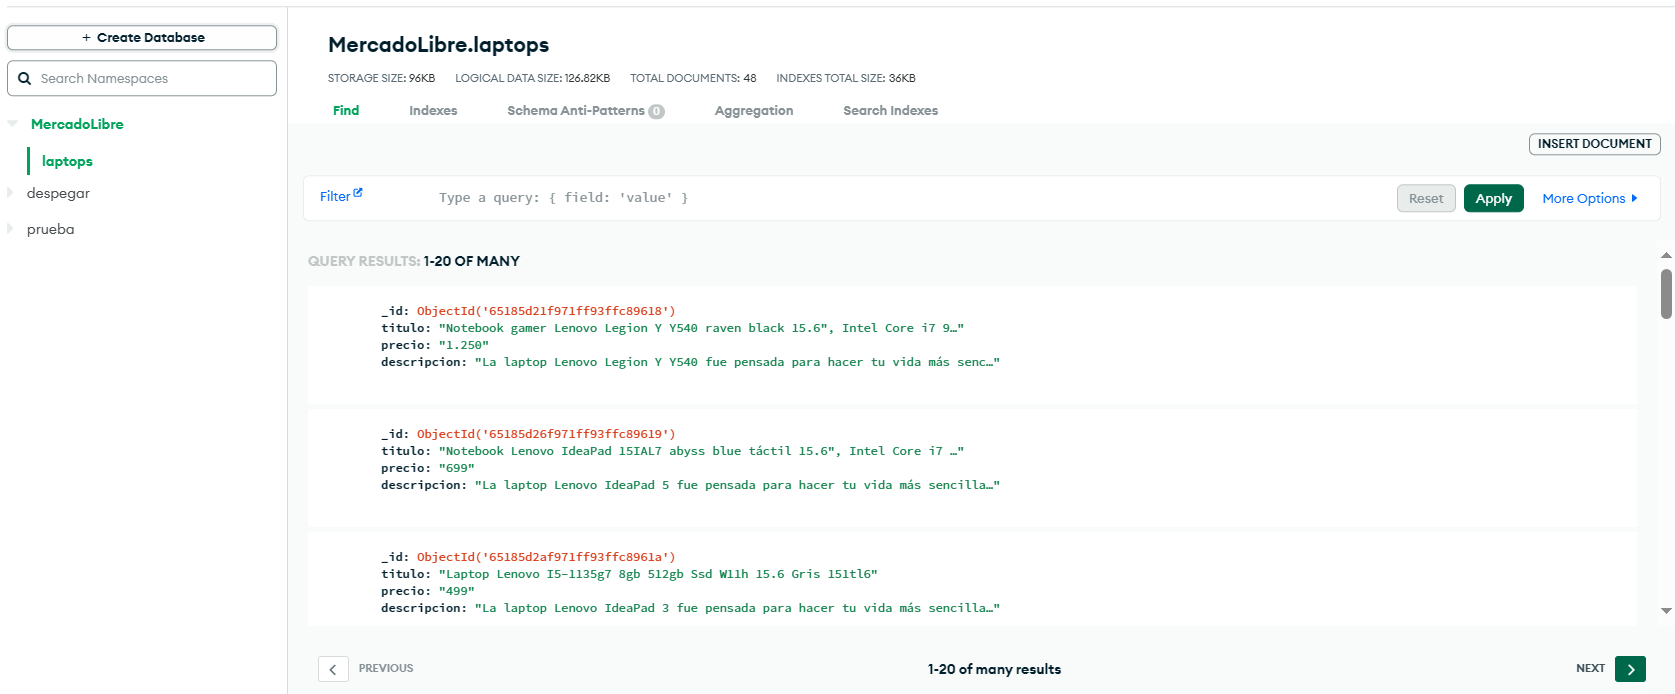 + Create Database
Search Namespaces
MercadoLibre
laptops
despegar
prueba
MercadoLibre.laptops
STORAGE SIZE: 96KB LOGICAL DATA SIZE: 126.82KB TOTAL DOCUMENTS: 48 INDEXES TOTAL SIZE: 36KB
Find Indexes Schema Anti-Patterns 0 Aggregation Search Indexes
INSERT DOCUMENT
Filter Type a query: { field: 'value' } Reset Apply More Options
QUERY RESULTS: 1-20 OF MANY
_id: ObjectId('65185d21f971ff93ffc89618')
titulo: "Notebook gamer Lenovo Legion Y Y540 raven black 15.6", Intel Core i7 9…"
precio: "1.250"
descripcion: "La laptop Lenovo Legion Y Y540 fue pensada para hacer tu vida más senc…"
_id: ObjectId('65185d26f971ff93ffc89619')
titulo: "Notebook Lenovo IdeaPad 15IAL7 abyss blue táctil 15.6", Intel Core i7 …"
precio: "699"
descripcion: "La laptop Lenovo IdeaPad 5 fue pensada para hacer tu vida más sencilla…"
_id: ObjectId('65185d2af971ff93ffc8961a')
titulo: "Laptop Lenovo I5-1135g7 8gb 512gb Ssd W11h 15.6 Gris 151tl6"
precio: "499"
descripcion: "La laptop Lenovo IdeaPad 3 fue pensada para hacer tu vida más sencilla…"
PREVIOUS 1-20 of many results NEXT